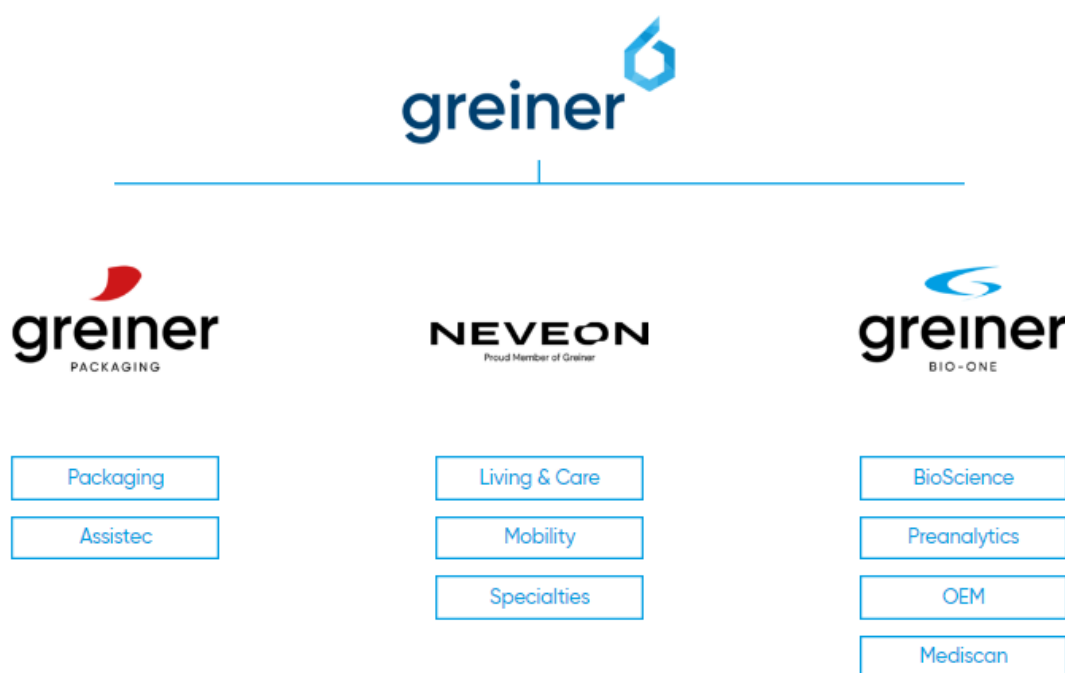 greiner
greiner
PACKAGING
NEVEON
Proud Member of Greiner
greiner
BIO-ONE
Packaging
Assistec
Living & Care
Mobility
Specialties
BioScience
Preanalytics
OEM
Mediscan